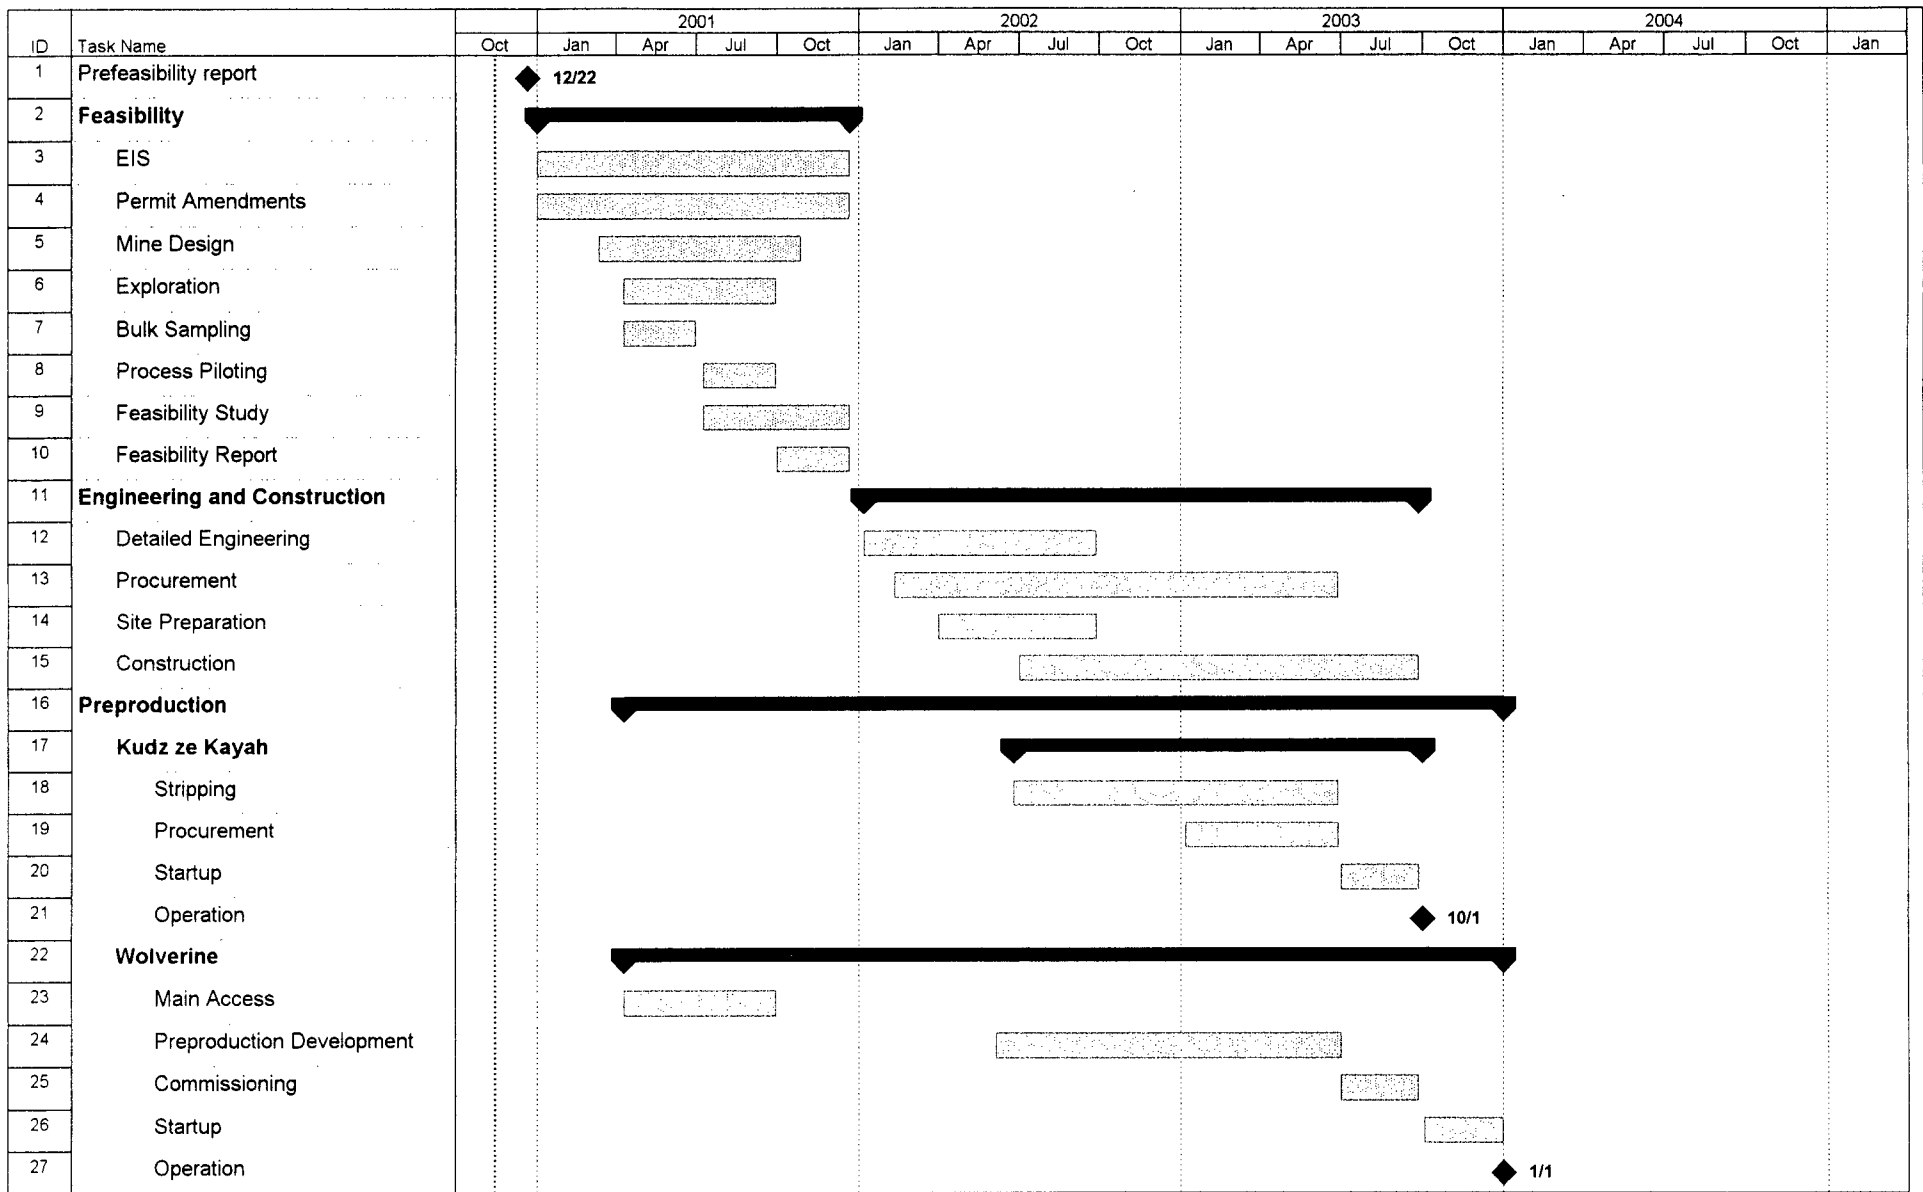 2001 2002 2003 2004
ID Task Name Oct Jan Apr Jul Oct Jan Apr Jul Oct Jan Apr Jul Oct Jan Apr Jul Oct Jan
1 Prefeasibility report 12/22
2 Feasibility
3 EIS
4 Permit Amendments
5 Mine Design
6 Exploration
7 Bulk Sampling
8 Process Piloting
9 Feasibility Study
10 Feasibility Report
11 Engineering and Construction
12 Detailed Engineering
13 Procurement
14 Site Preparation
15 Construction
16 Preproduction
17 Kudz ze Kayah
18 Stripping
19 Procurement
20 Startup
21 Operation 10/1
22 Wolverine
23 Main Access
24 Preproduction Development
25 Commissioning
26 Startup
27 Operation 1/1